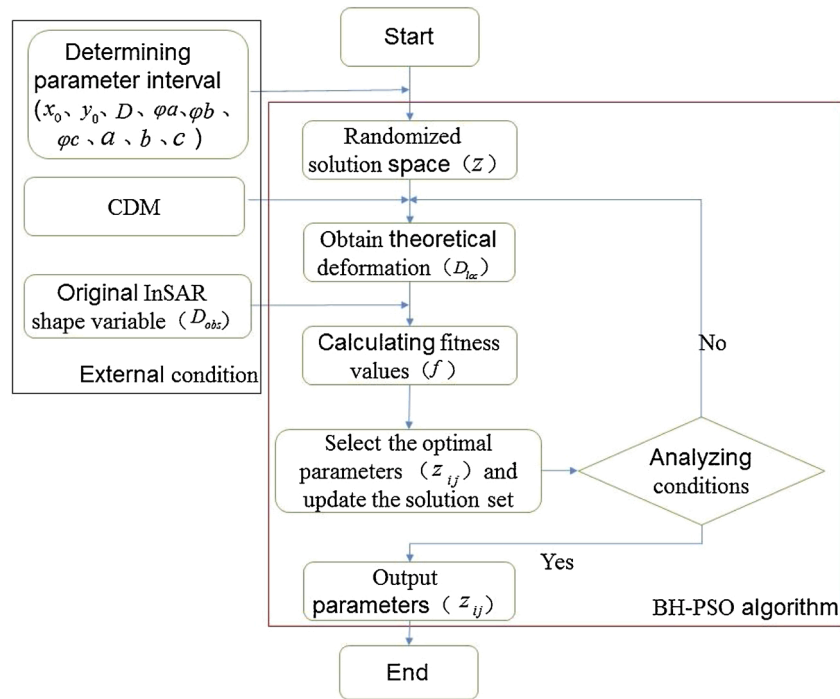 Start
Determining
parameter interval
(x₀、y₀、D、φa、φb、
φc、a、b、c)
Randomized
solution space (z)
CDM
Obtain theoretical
deformation (D_loc)
Original InSAR
shape variable (D_obs)
Calculating fitness
values (f)
External condition
No
Select the optimal
parameters (z_ij) and
update the solution set
Analyzing
conditions
Yes
Output
parameters (z_ij)
BH-PSO algorithm
End